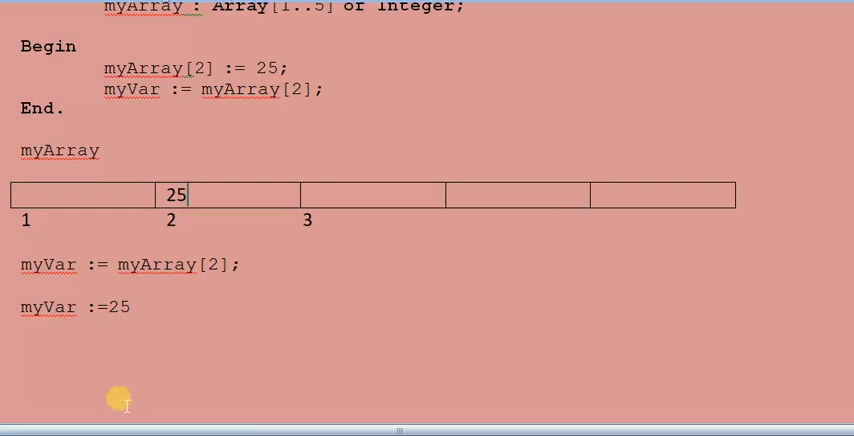 myArray : Array[1..5] of Integer;
Begin
myArray[2] := 25;
myVar := myArray[2];
End.
myArray
25
1 2 3
myVar := myArray[2];
myVar :=25